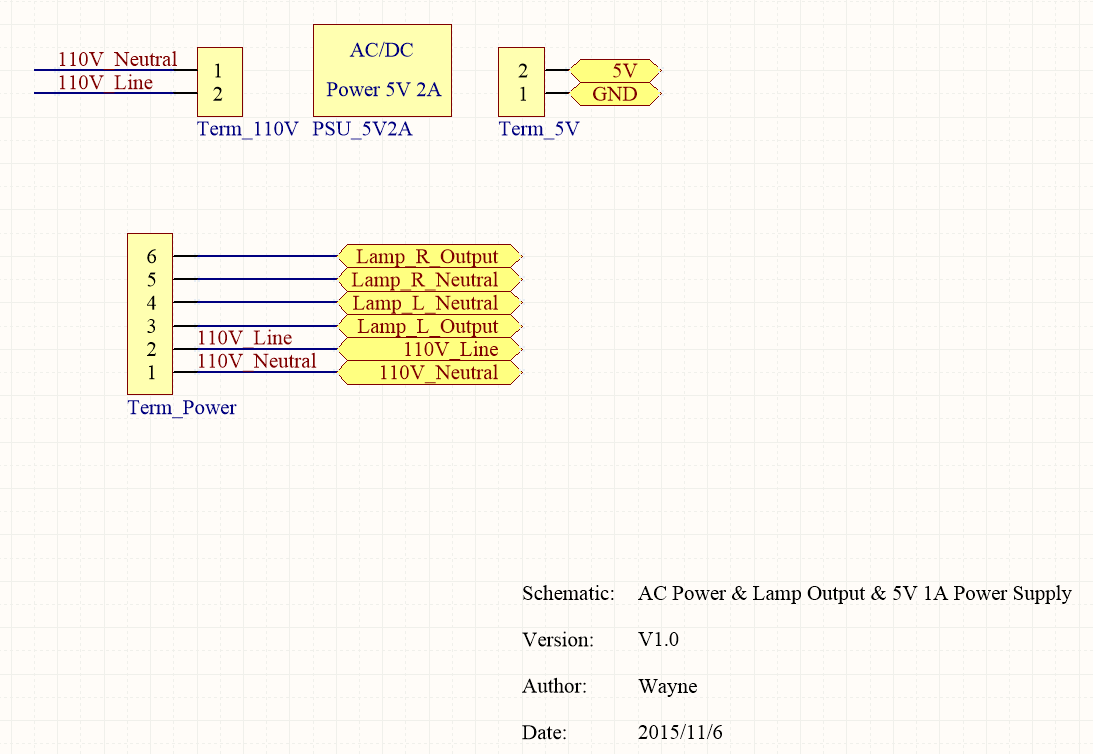 110V_Neutral
110V_Line
1
2
Term_110V
AC/DC
Power 5V 2A
PSU_5V2A
2
1
Term_5V
5V
GND
6
5
4
3
2
1
Term_Power
110V_Line
110V_Neutral
Lamp_R_Output
Lamp_R_Neutral
Lamp_L_Neutral
Lamp_L_Output
110V_Line
110V_Neutral
Schematic: AC Power & Lamp Output & 5V 1A Power Supply
Version: V1.0
Author: Wayne
Date: 2015/11/6